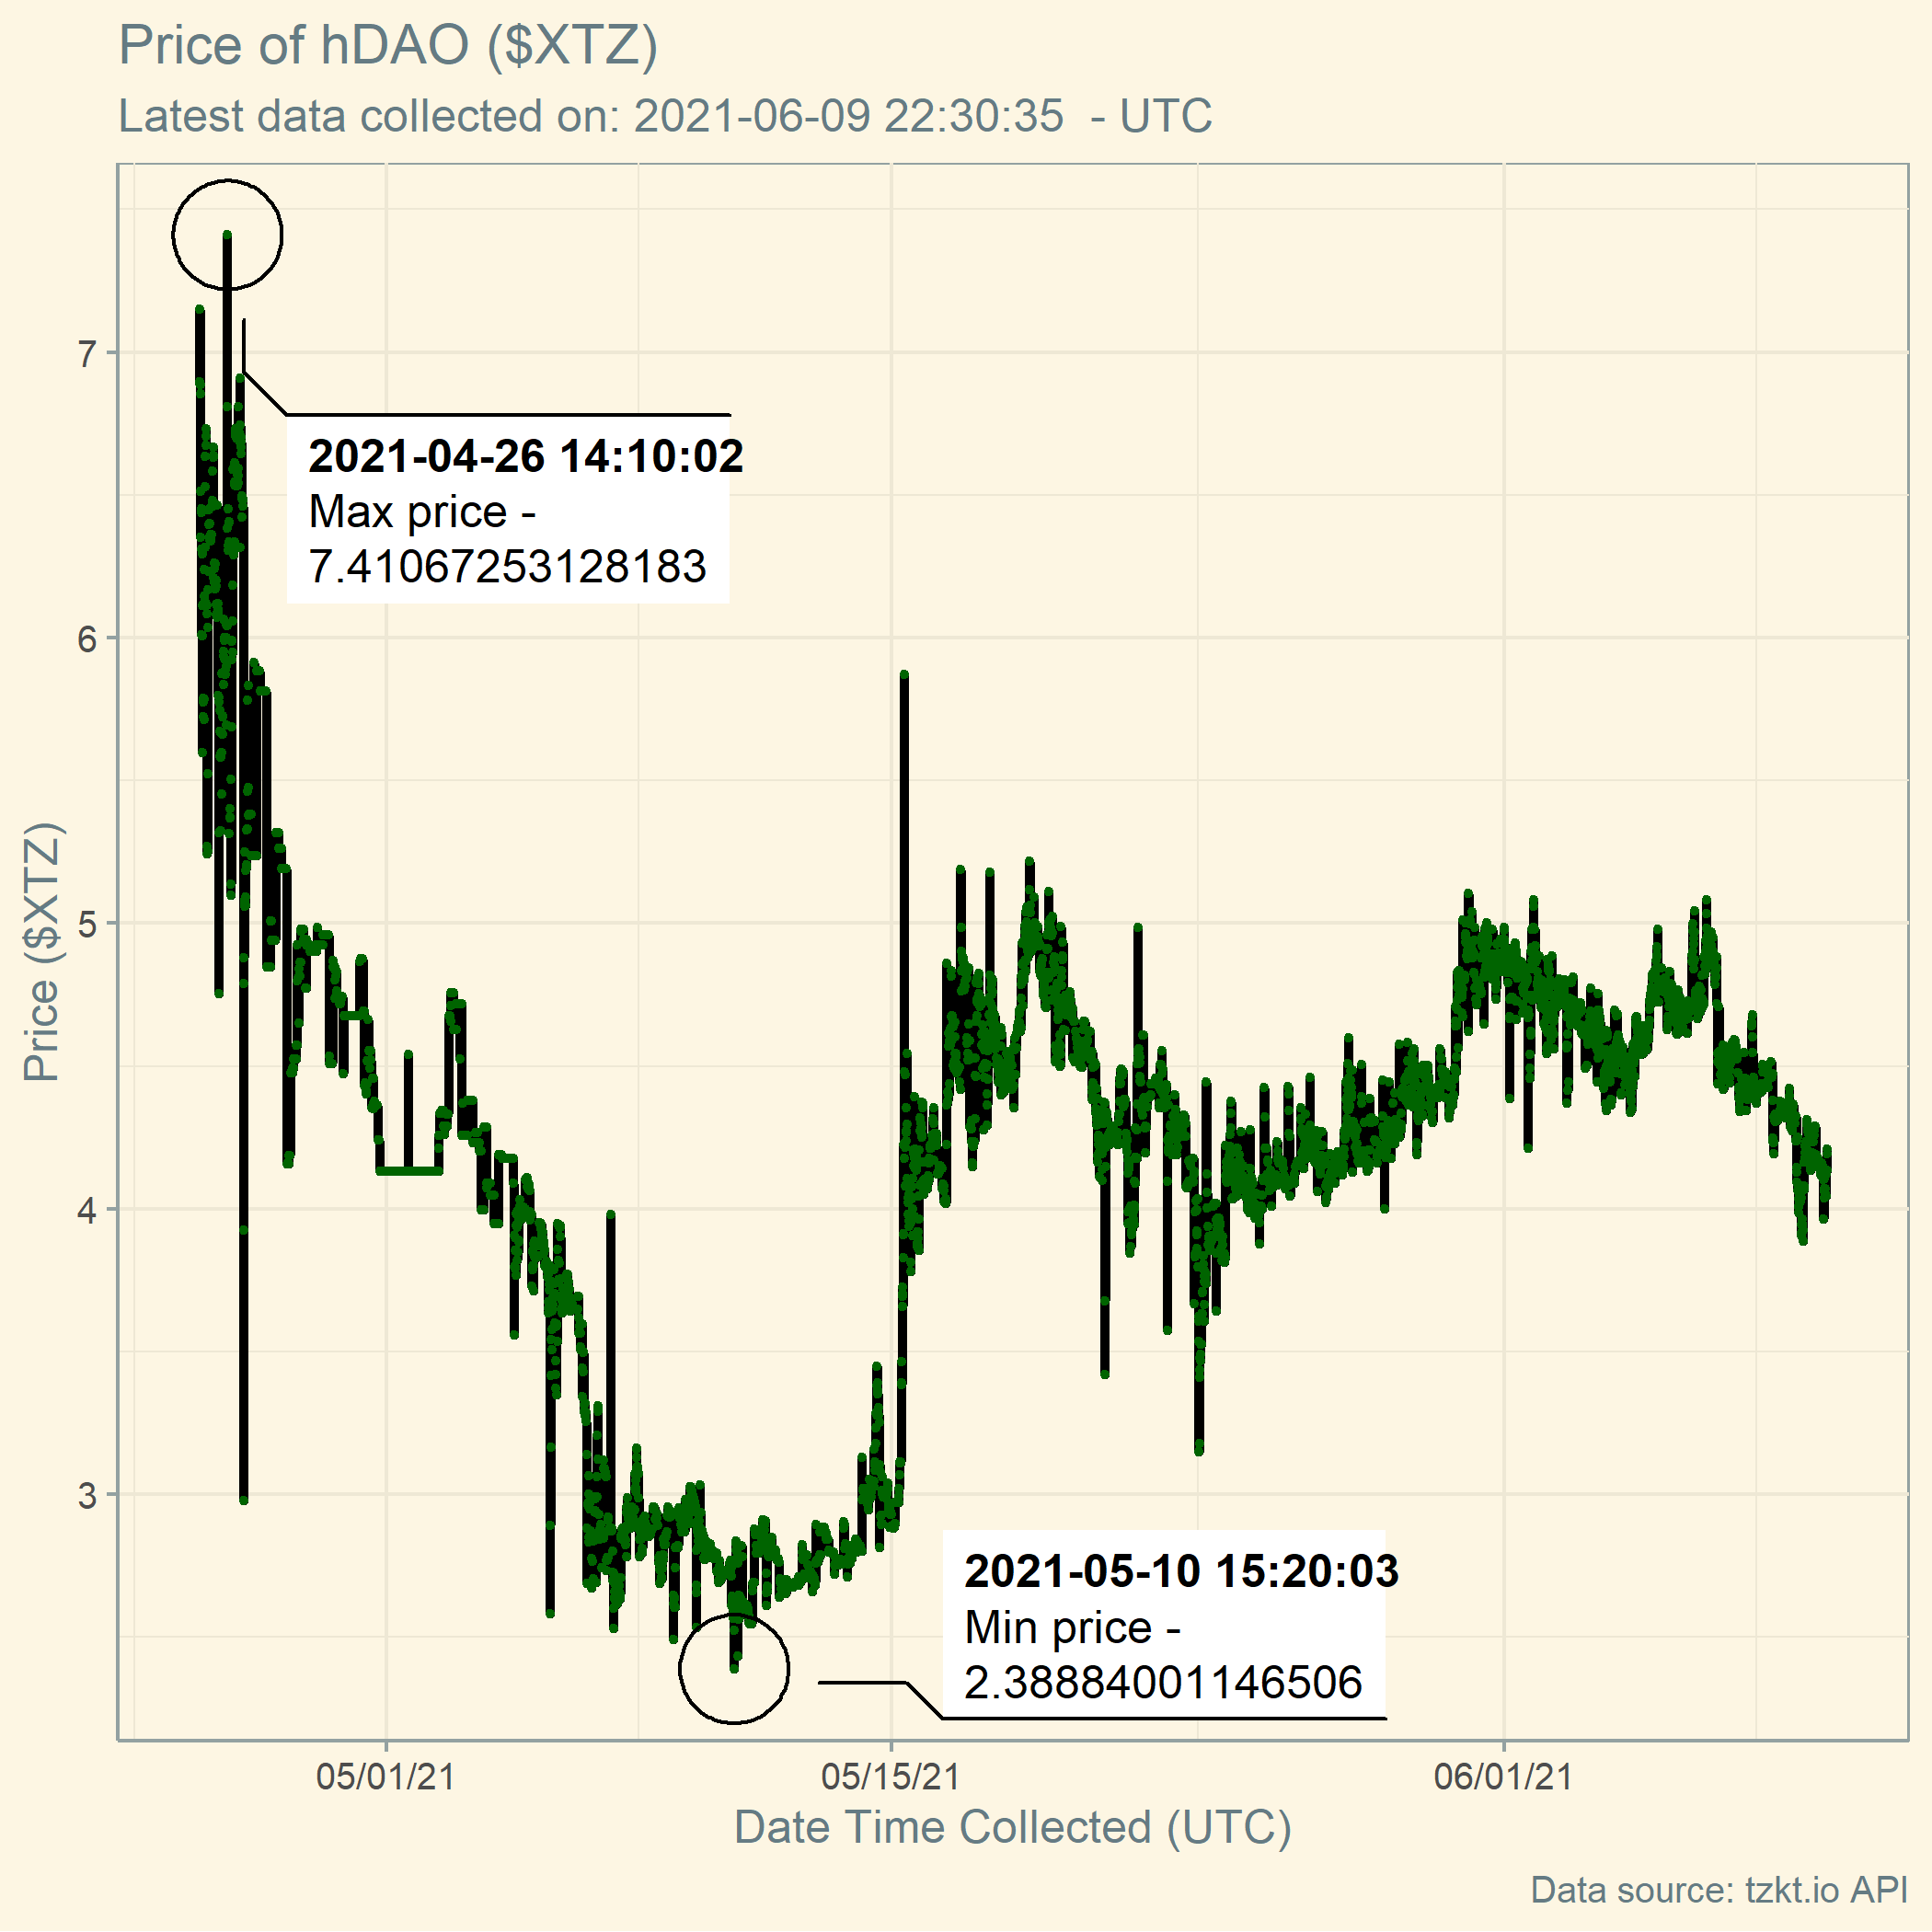 Price of hDAO ($XTZ)
Latest data collected on: 2021-06-09 22:30:35  - UTC
2021-04-26 14:10:02
Max price -
7.41067253128183
7
6
5
4
3
Price ($XTZ)
2021-05-10 15:20:03
Min price -
2.38884001146506
05/01/21
05/15/21
06/01/21
Date Time Collected (UTC)
Data source: tzkt.io API